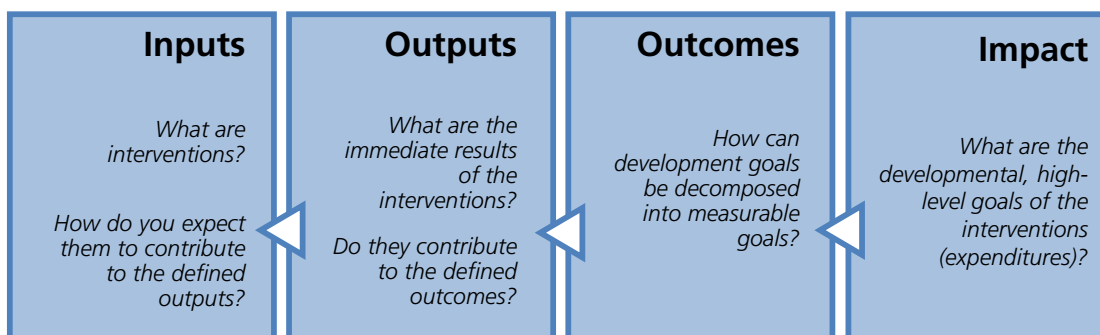 Inputs
What are
interventions?
How do you expect
them to contribute
to the defined
outputs?
Outputs
What are the
immediate results
of the
interventions?
Do they contribute
to the defined
outcomes?
Outcomes
How can
development goals
be decomposed
into measurable
goals?
Impact
What are the
developmental, high-
level goals of the
interventions
(expenditures)?